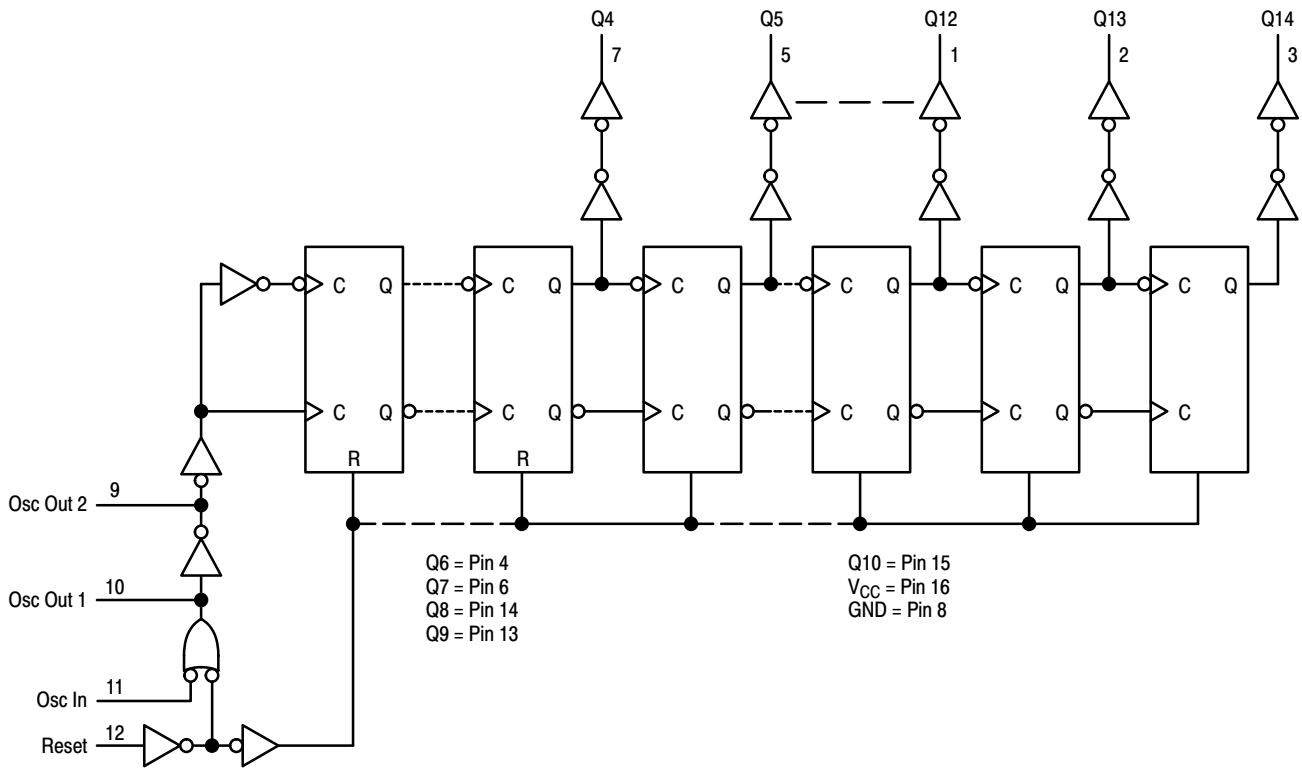 Q4 Q5 Q12 Q13 Q14
7 5 1 2 3
C Q C Q C Q C Q C Q C Q
C Q C Q C Q C Q C Q C
R R
Osc Out 2 9
Q6 = Pin 4
Q7 = Pin 6
Q8 = Pin 14
Q9 = Pin 13
Q10 = Pin 15
VCC = Pin 16
GND = Pin 8
Osc Out 1 10
Osc In 11
Reset 12